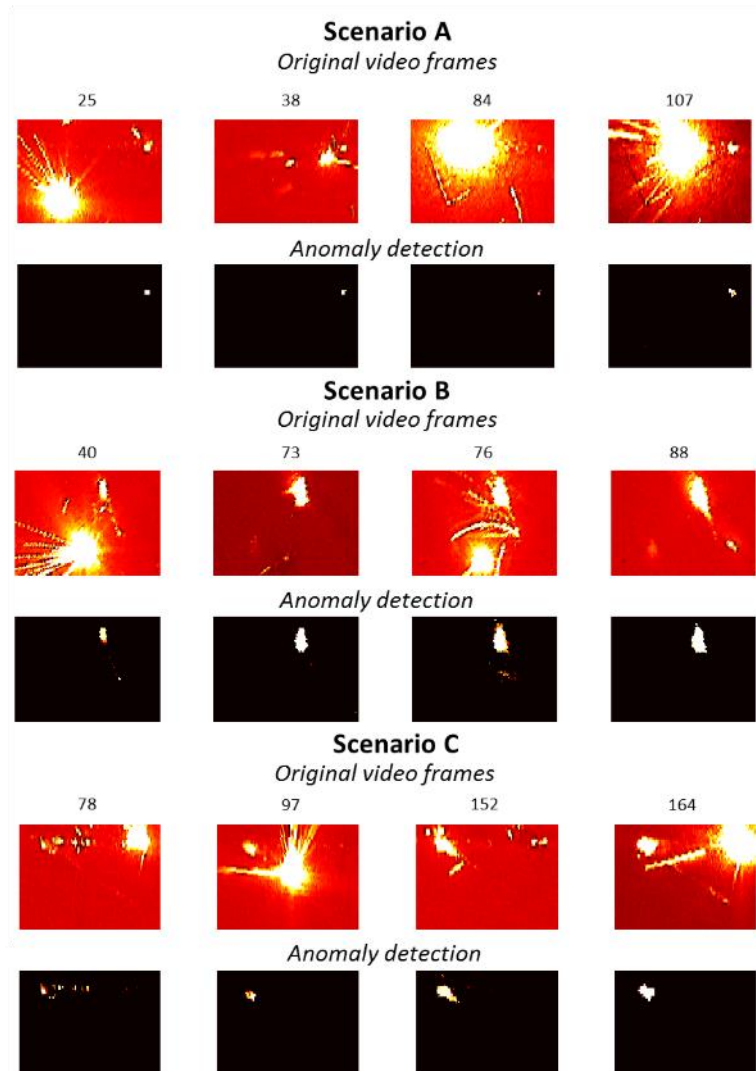 Scenario A
Original video frames
25 38 84 107
Anomaly detection
Scenario B
Original video frames
40 73 76 88
Anomaly detection
Scenario C
Original video frames
78 97 152 164
Anomaly detection